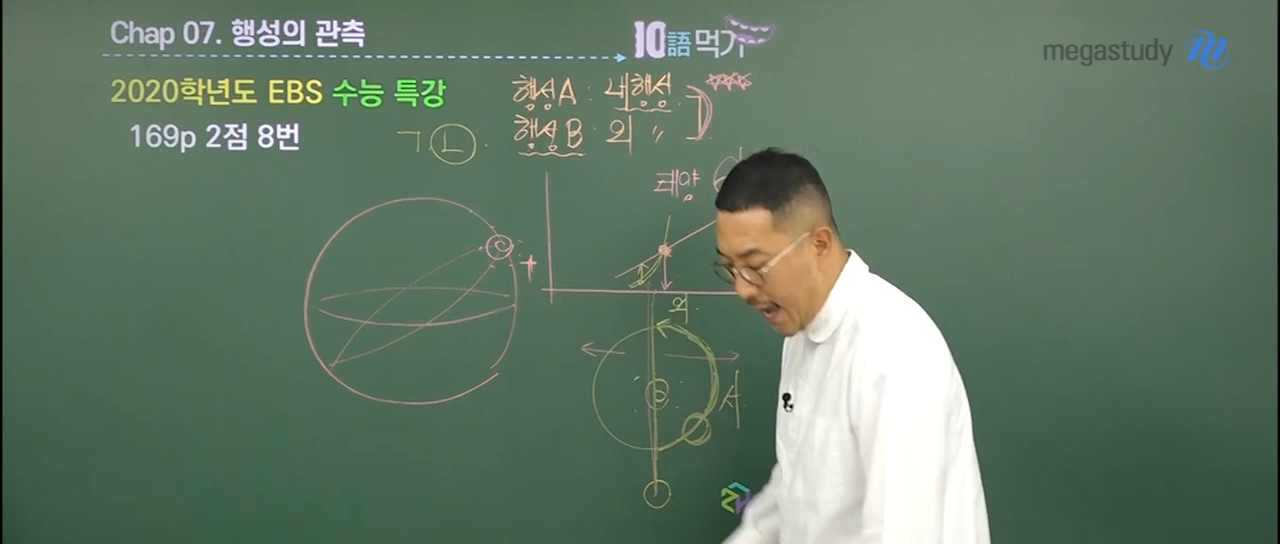 Chap 07. 행성의 관측
10語먹기
megastudy
2020학년도 EBS 수능 특강
169p 2점 8번
행성A : 내행성
행성B : 외 〃
ㄱ ㄴ.
태양
+
외.
서